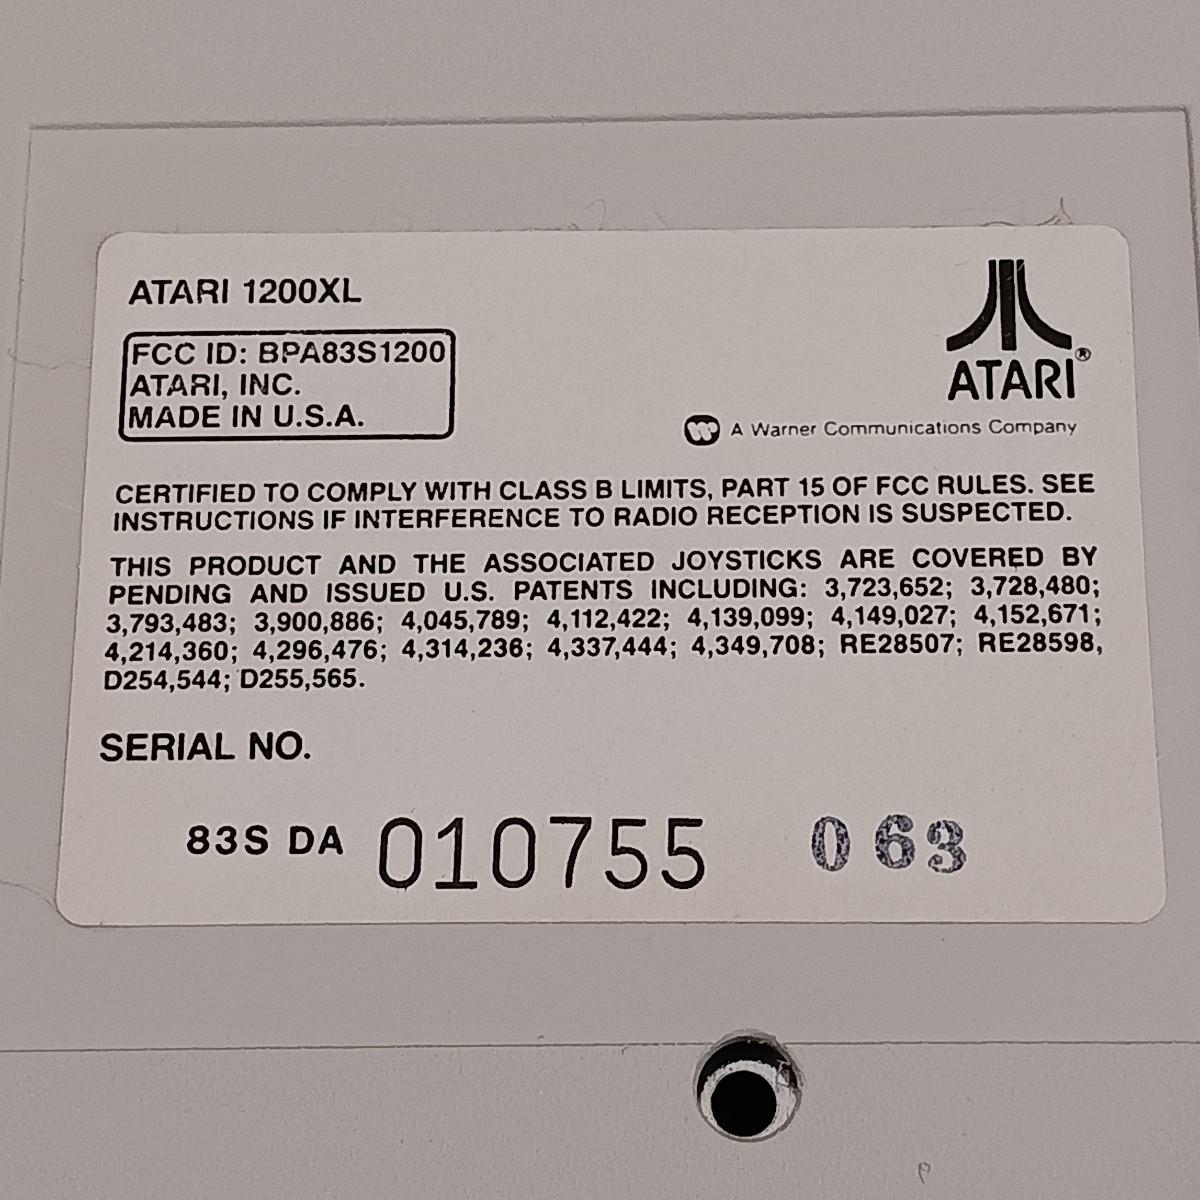 ATARI 1200XL
FCC ID: BPA83S1200
ATARI, INC.
MADE IN U.S.A.
ATARI®
A Warner Communications Company
CERTIFIED TO COMPLY WITH CLASS B LIMITS, PART 15 OF FCC RULES. SEE
INSTRUCTIONS IF INTERFERENCE TO RADIO RECEPTION IS SUSPECTED.
THIS PRODUCT AND THE ASSOCIATED JOYSTICKS ARE COVERED BY
PENDING AND ISSUED U.S. PATENTS INCLUDING: 3,723,652; 3,728,480;
3,793,483; 3,900,886; 4,045,789; 4,112,422; 4,139,099; 4,149,027; 4,152,671;
4,214,360; 4,296,476; 4,314,236; 4,337,444; 4,349,708; RE28507; RE28598,
D254,544; D255,565.
SERIAL NO.
83S DA 010755 063